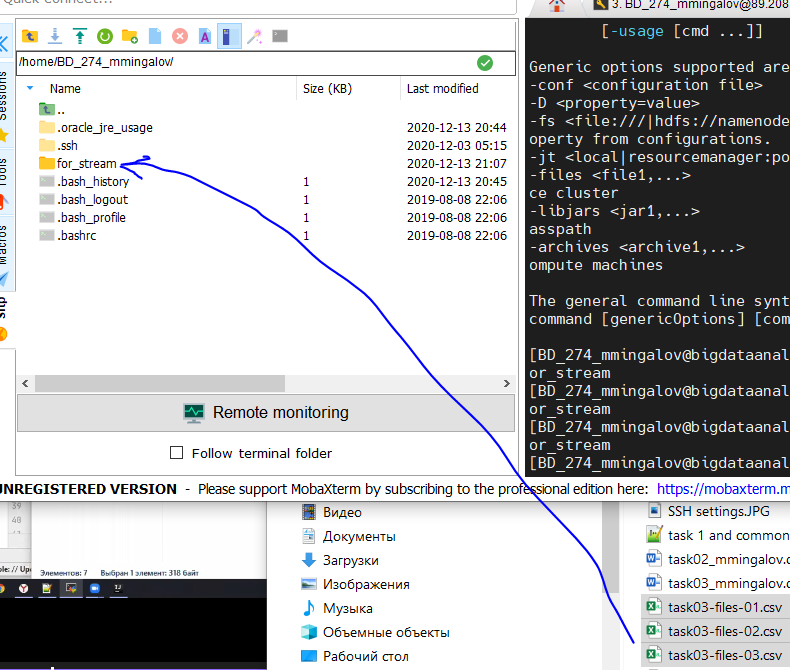 3. BD_274_mmingalov@89.208
/home/BD_274_mmingalov/
Name Size (KB) Last modified
..
.oracle_jre_usage 2020-12-13 20:44
.ssh 2020-12-03 05:15
for_stream 2020-12-13 21:07
.bash_history 1 2020-12-13 20:45
.bash_logout 1 2019-08-08 22:06
.bash_profile 1 2019-08-08 22:06
.bashrc 1 2019-08-08 22:06
Sessions
Tools
Macros
Sftp
Remote monitoring
Follow terminal folder
UNREGISTERED VERSION - Please support MobaXterm by subscribing to the professional edition here: https://mobaxterm.m
[-usage [cmd ...]]
Generic options supported are
-conf <configuration file>
-D <property=value>
-fs <file:///|hdfs://namenode
operty from configurations.
-jt <local|resourcemanager:po
-files <file1,...>
ce cluster
-libjars <jar1,...>
asspath
-archives <archive1,...>
ompute machines
The general command line synt
command [genericOptions] [com
[BD_274_mmingalov@bigdataanal
or_stream
[BD_274_mmingalov@bigdataanal
or_stream
[BD_274_mmingalov@bigdataanal
or_stream
[BD_274_mmingalov@bigdataanal
39
40
Элементов: 7 Выбран 1 элемент: 318 байт
Видео
Документы
Загрузки
Изображения
Музыка
Объемные объекты
Рабочий стол
SSH settings.JPG
task 1 and common
task02_mmingalov.d
task03_mmingalov.d
task03-files-01.csv
task03-files-02.csv
task03-files-03.csv